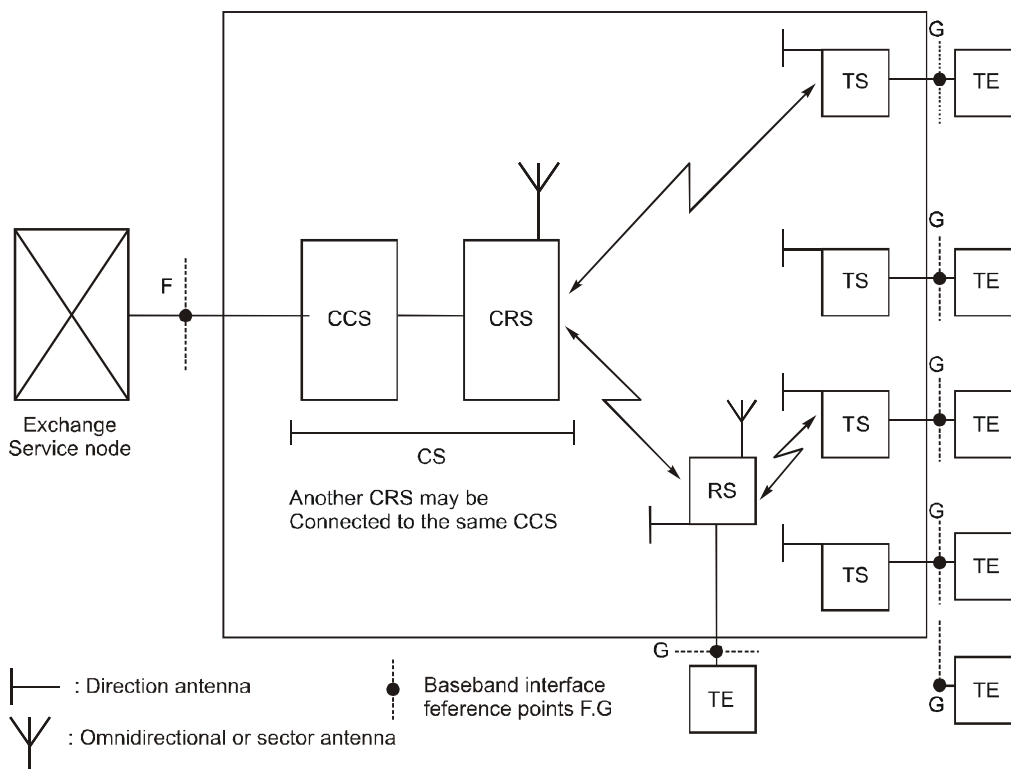 G
TS
TE
G
TS
TE
F
CCS
CRS
Exchange
Service node
CS
Another CRS may be
Connected to the same CCS
G
TS
TE
RS
G
TS
TE
G
TE
G
TE
: Direction antenna
: Omnidirectional or sector antenna
Baseband interface
feference points F.G